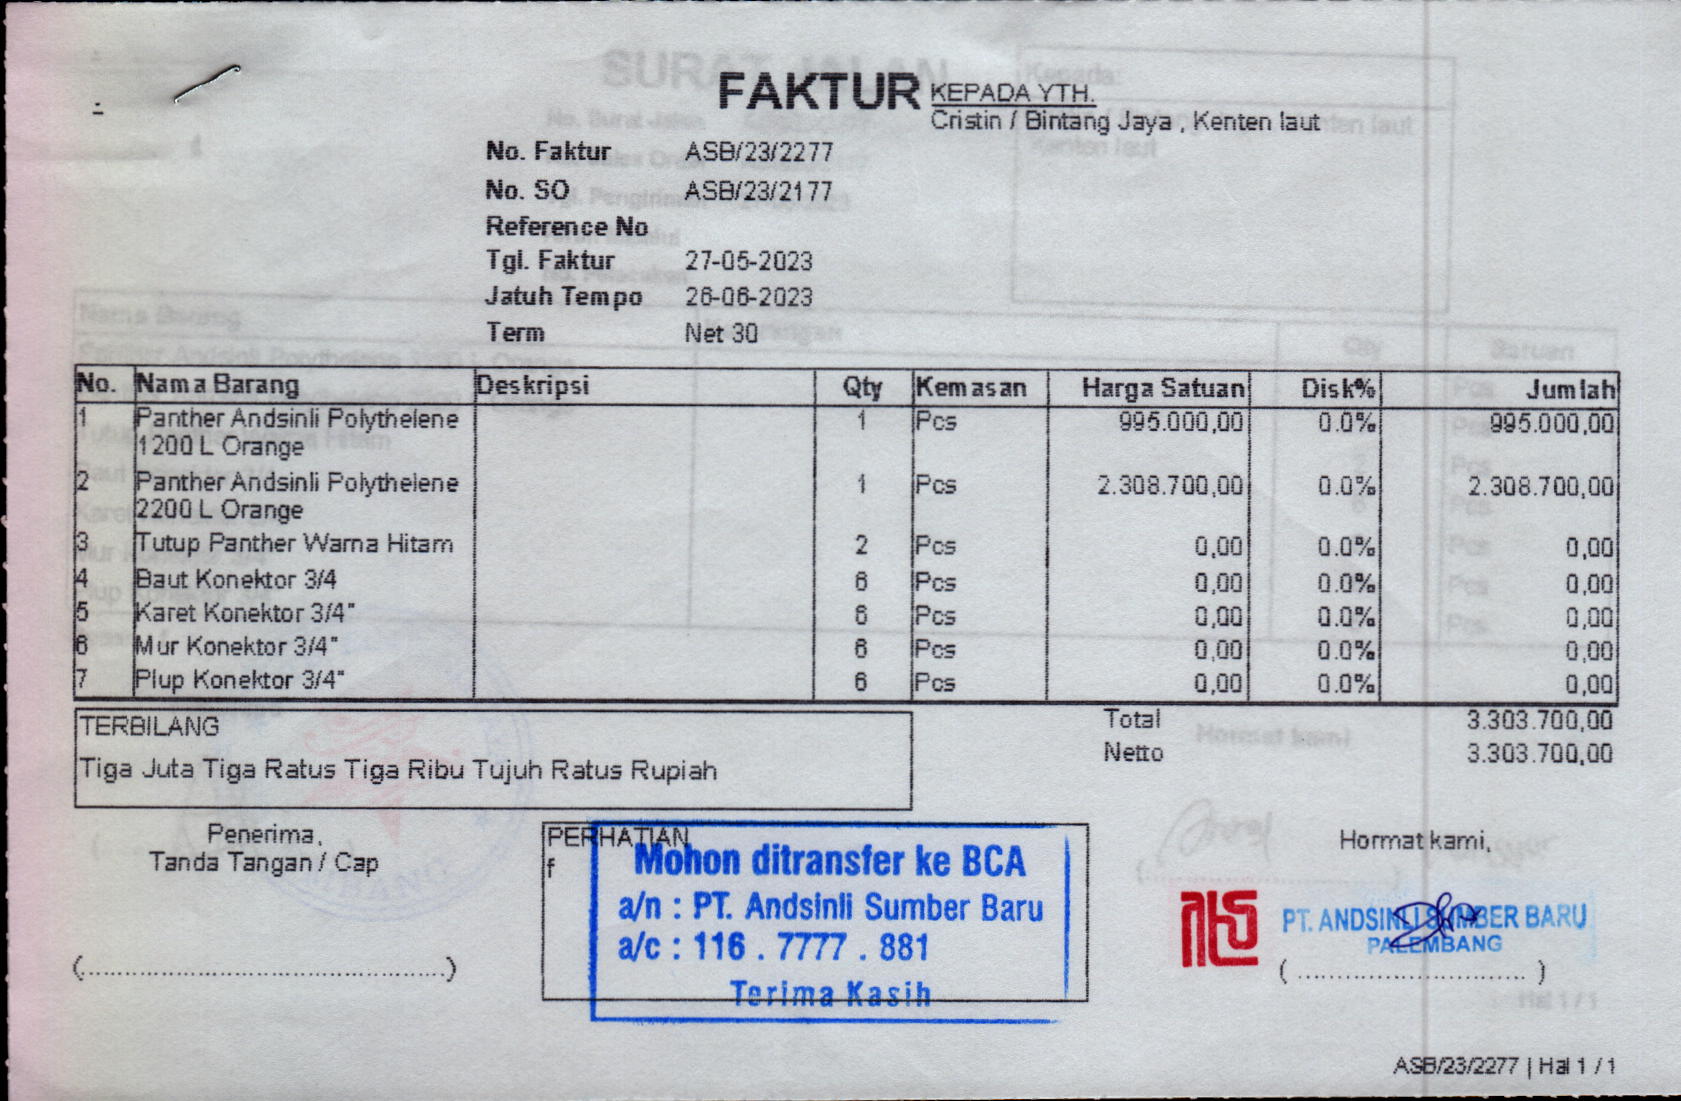 FAKTUR
KEPADA YTH.
Cristin / Bintang Jaya , Kenten laut
No. Faktur ASB/23/2277
No. SO ASB/23/2177
Reference No
Tgl. Faktur 27-05-2023
Jatuh Tempo 26-06-2023
Term Net 30
No. Nama Barang Deskripsi Qty Kemasan Harga Satuan Disk% Jumlah
1 Panther Andsinli Polythelene 1 Pcs 995.000,00 0.0% 995.000,00
1200 L Orange
2 Panther Andsinli Polythelene 1 Pcs 2.308.700,00 0.0% 2.308.700,00
2200 L Orange
3 Tutup Panther Warna Hitam 2 Pcs 0,00 0.0% 0,00
4 Baut Konektor 3/4 6 Pcs 0,00 0.0% 0,00
5 Karet Konektor 3/4" 6 Pcs 0,00 0.0% 0,00
6 Mur Konektor 3/4" 6 Pcs 0,00 0.0% 0,00
7 Plup Konektor 3/4" 6 Pcs 0,00 0.0% 0,00
TERBILANG
Tiga Juta Tiga Ratus Tiga Ribu Tujuh Ratus Rupiah
Total 3.303.700,00
Netto 3.303.700,00
Penerima,
Tanda Tangan / Cap
(..............................................)
PERHATIAN
f
Mohon ditransfer ke BCA
a/n : PT. Andsinli Sumber Baru
a/c : 116 . 7777 . 881
Terima Kasih
Hormat kami,
PT. ANDSINLI SUMBER BARU
PALEMBANG
( ............................. )
ASB/23/2277 | Hal 1 / 1